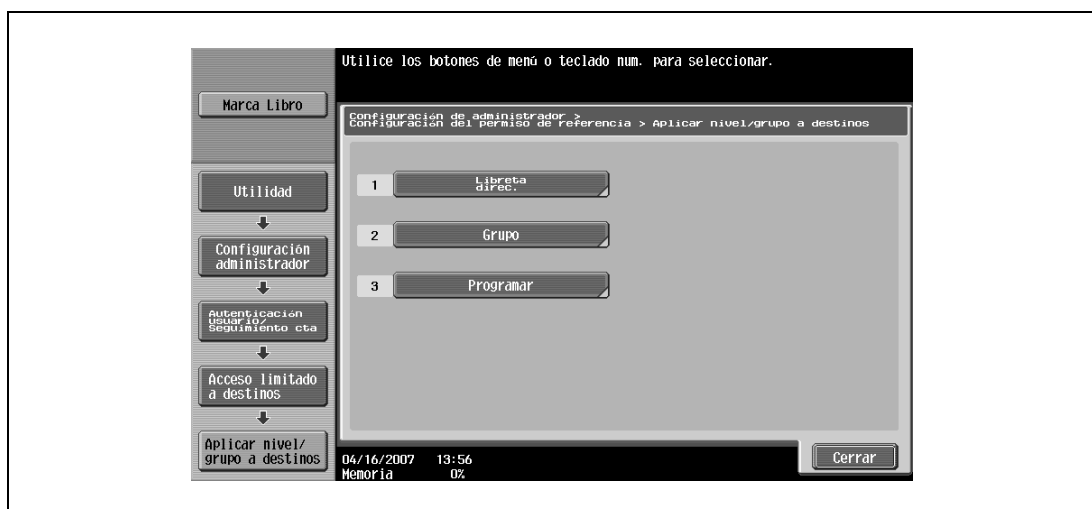 Utilice los botones de menú o teclado num. para seleccionar.
Marca Libro
Configuración de administrador >
Configuración del permiso de referencia > Aplicar nivel/grupo a destinos
Utilidad
Configuración
administrador
Autenticación
usuario/
Seguimiento cta
Acceso limitado
a destinos
Aplicar nivel/
grupo a destinos
1 Libreta
direc.
2 Grupo
3 Programar
04/16/2007 13:56
Memoria 0%
Cerrar